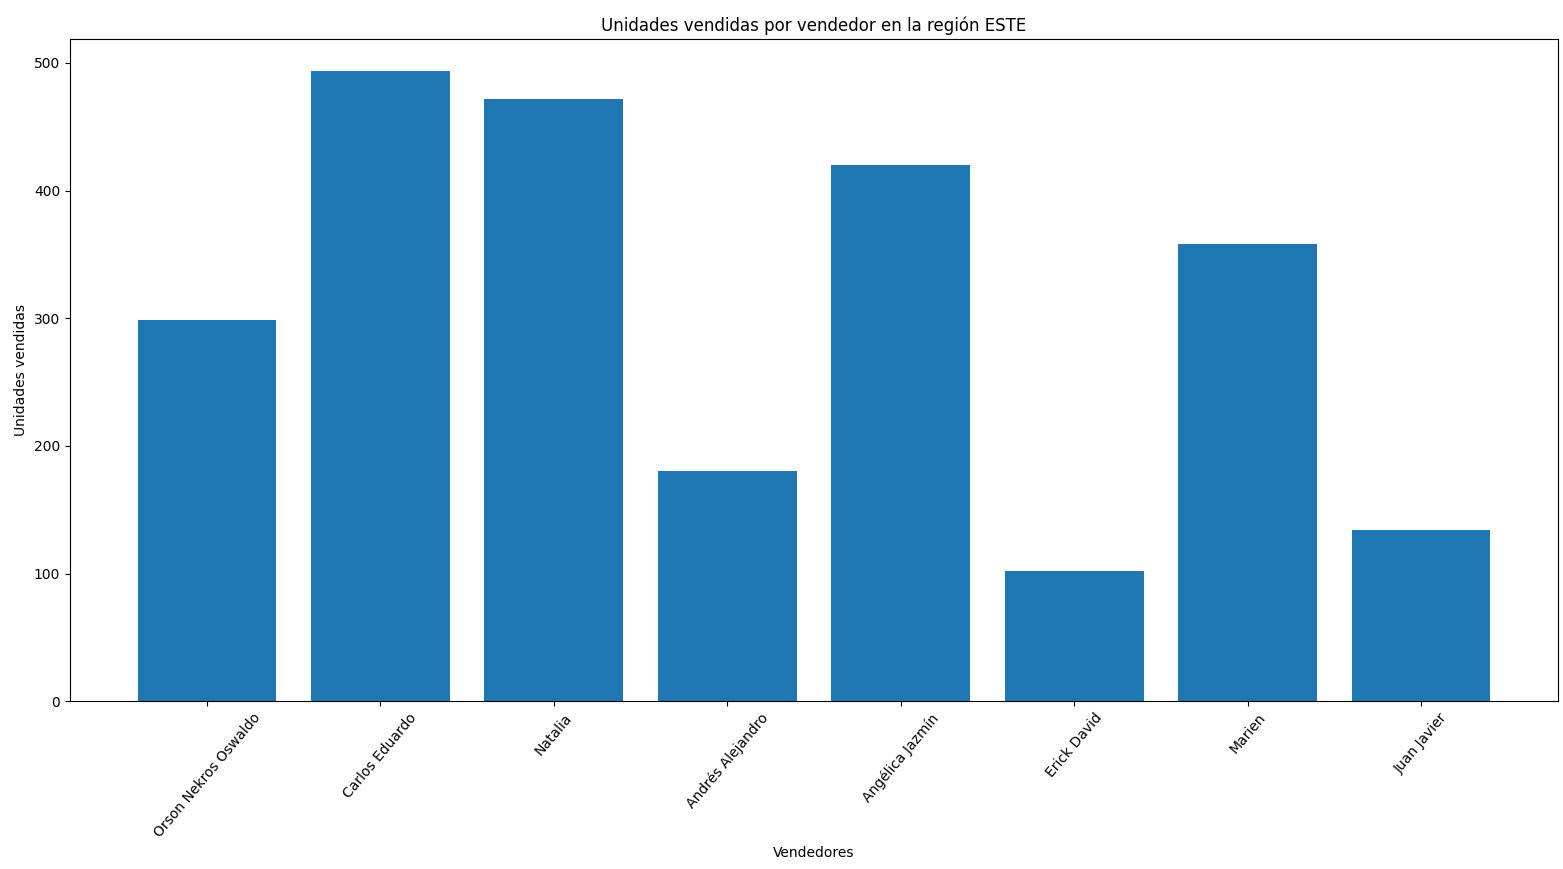 Unidades vendidas por vendedor en la región ESTE
Unidades vendidas
500
400
300
200
100
0
Orson Nekros Oswaldo
Carlos Eduardo
Natalia
Andrés Alejandro
Angélica Jazmín
Erick David
Marien
Juan Javier
Vendedores